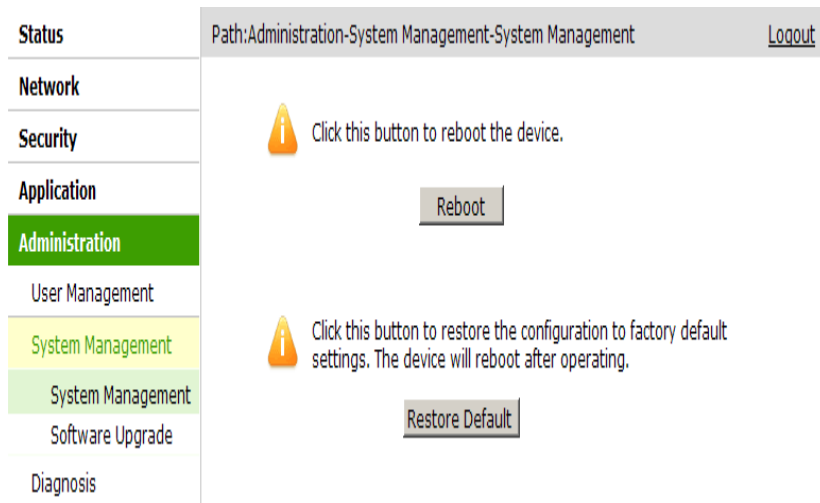 Status
Network
Security
Application
Administration
User Management
System Management
System Management
Software Upgrade
Diagnosis
Path:Administration-System Management-System Management
Logout
Click this button to reboot the device.
Reboot
Click this button to restore the configuration to factory default
settings. The device will reboot after operating.
Restore Default